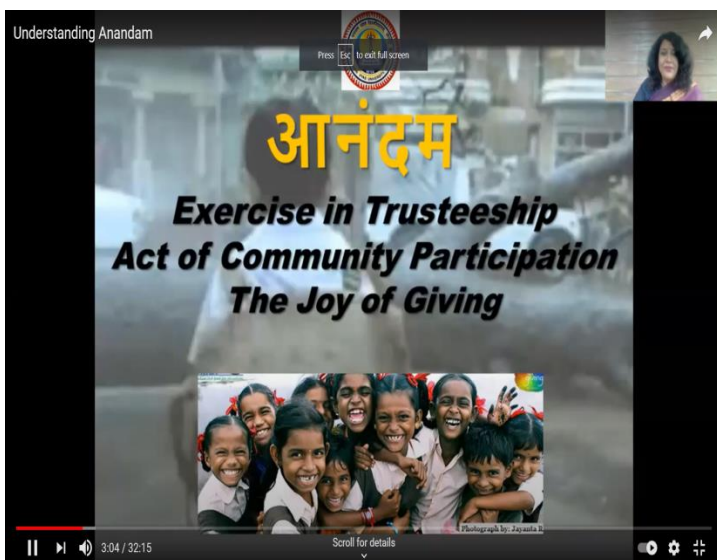 Understanding Anandam
Press Esc to exit full screen
आनंदम
Exercise in Trusteeship
Act of Community Participation
The Joy of Giving
Photograph by: Jayanta R
3:04 / 32:15
Scroll for details